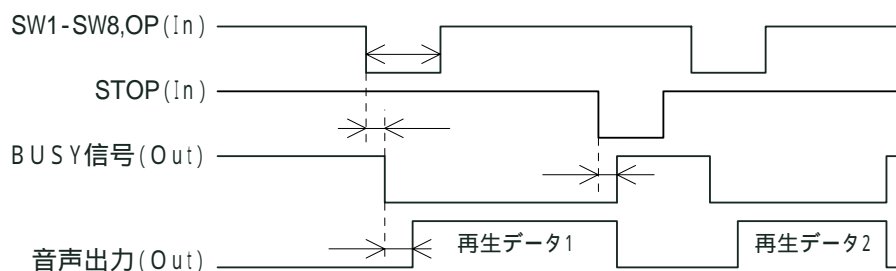 SW1-SW8,OP(In)
STOP(In)
BUSY信号(Out)
音声出力(Out)
再生データ1
再生データ2